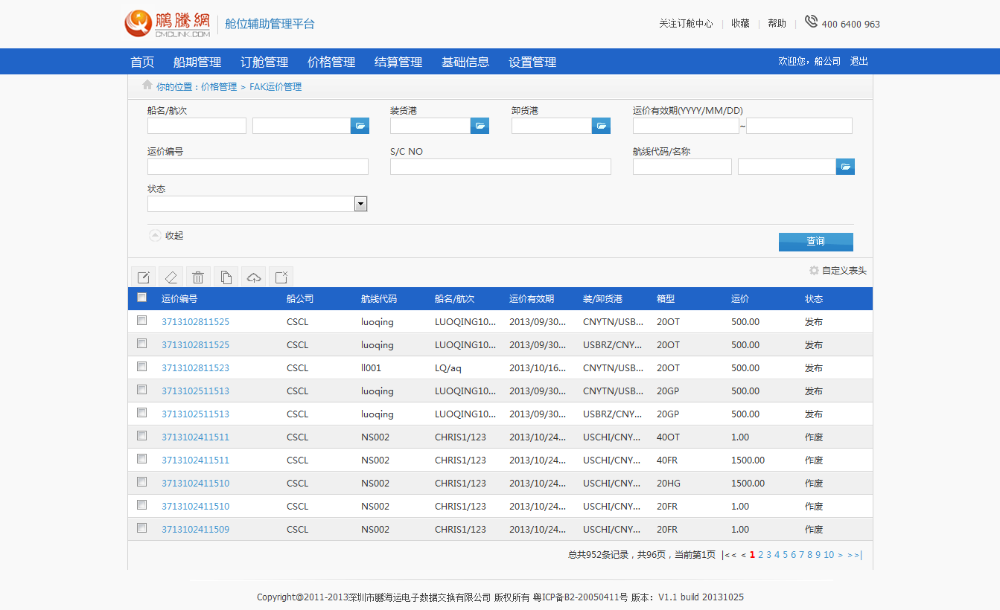 鹏腾網 CMCLINK.COM 舱位辅助管理平台 关注订舱中心 | 收藏 | 帮助 | 400 6400 963
首页 船期管理 订舱管理 价格管理 结算管理 基础信息 设置管理 欢迎您，船公司 退出
你的位置：价格管理 > FAK运价管理
船名/航次 装货港 卸货港 运价有效期(YYYY/MM/DD)
~
运价编号 S/C NO 航线代码/名称
状态
收起
查询
自定义表头
运价编号 船公司 航线代码 船名/航次 运价有效期 装/卸货港 箱型 运价 状态
3713102811525 CSCL luoqing LUOQING10... 2013/09/30... CNYTN/USB... 20OT 500.00 发布
3713102811525 CSCL luoqing LUOQING10... 2013/09/30... USBRZ/CNY... 20OT 500.00 发布
3713102811523 CSCL ll001 LQ/aq 2013/10/16... CNYTN/USB... 20OT 500.00 发布
3713102511513 CSCL luoqing LUOQING10... 2013/09/30... CNYTN/USB... 20GP 500.00 发布
3713102511513 CSCL luoqing LUOQING10... 2013/09/30... USBRZ/CNY... 20GP 500.00 发布
3713102411511 CSCL NS002 CHRIS1/123 2013/10/24... USCHI/CNY... 40OT 1.00 作废
3713102411511 CSCL NS002 CHRIS1/123 2013/10/24... USCHI/CNY... 40FR 1500.00 作废
3713102411510 CSCL NS002 CHRIS1/123 2013/10/24... USCHI/CNY... 20HG 1500.00 作废
3713102411510 CSCL NS002 CHRIS1/123 2013/10/24... USCHI/CNY... 20FR 1.00 作废
3713102411509 CSCL NS002 CHRIS1/123 2013/10/24... USCHI/CNY... 20FR 1.00 作废
总共952条记录，共96页，当前第1页 |<< < 1 2 3 4 5 6 7 8 9 10 > >>|
Copyright@2011-2013深圳市鹏海运电子数据交换有限公司 版权所有 粤ICP备B2-20050411号 版本：V1.1 build 20131025